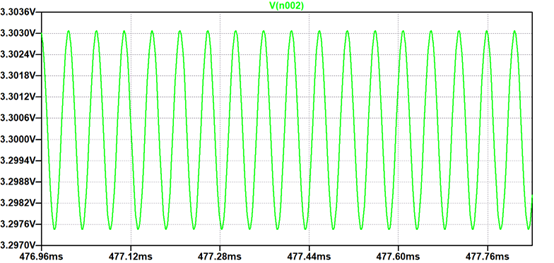 V(n002)
3.3036V
3.3030V
3.3024V
3.3018V
3.3012V
3.3006V
3.3000V
3.2994V
3.2988V
3.2982V
3.2976V
3.2970V
476.96ms 477.12ms 477.28ms 477.44ms 477.60ms 477.76ms